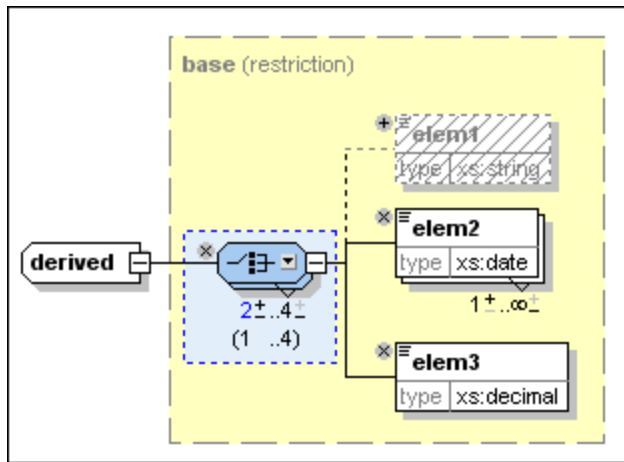 base (restriction)
elem1
type xs:string
elem2
type xs:date
1 ± ..∞ ±
derived
2 ± ..4 ±
(1 ..4)
elem3
type xs:decimal